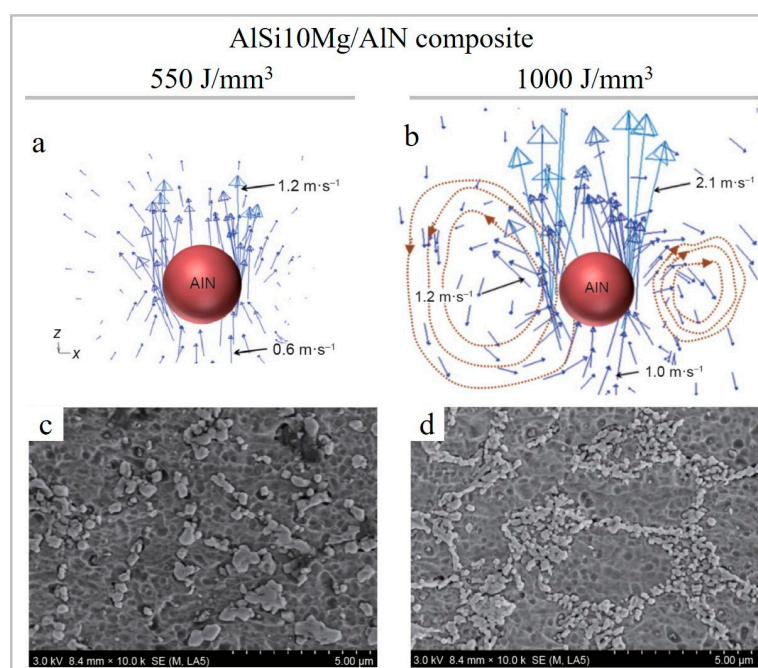 AlSi10Mg/AlN composite
550 J/mm³
1000 J/mm³
a
1.2 m·s⁻¹
AlN
0.6 m·s⁻¹
z
x
b
2.1 m·s⁻¹
1.2 m·s⁻¹
AlN
1.0 m·s⁻¹
c
3.0 kV 8.4 mm × 10.0 k SE (M, LA5) 5.00 µm
d
3.0 kV 8.4 mm × 10.0 k SE (M, LA5) 5.00 µm